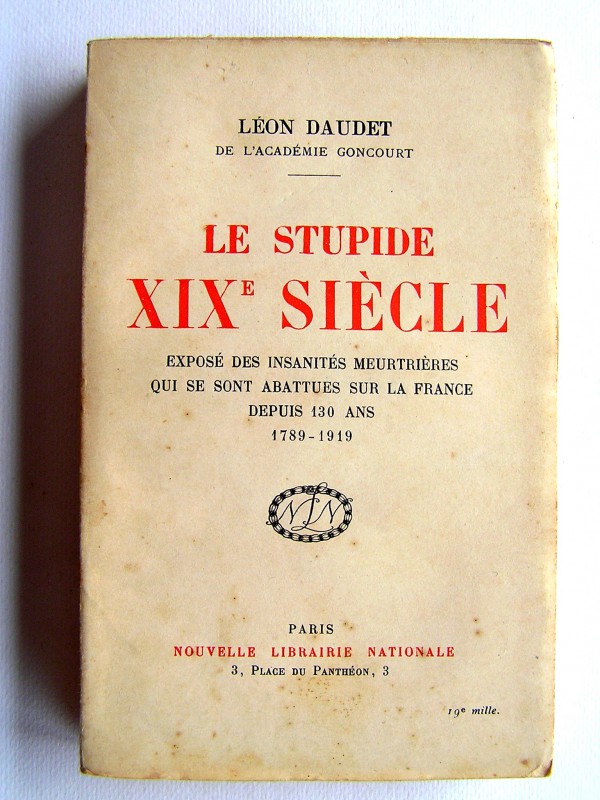 LÉON DAUDET
DE L'ACADÉMIE GONCOURT
LE STUPIDE
XIXᴱ SIÈCLE
EXPOSÉ DES INSANITÉS MEURTRIÈRES
QUI SE SONT ABATTUES SUR LA FRANCE
DEPUIS 130 ANS
1789-1919
NLN
PARIS
NOUVELLE LIBRAIRIE NATIONALE
3, PLACE DU PANTHÉON, 3
19ᵉ mille.